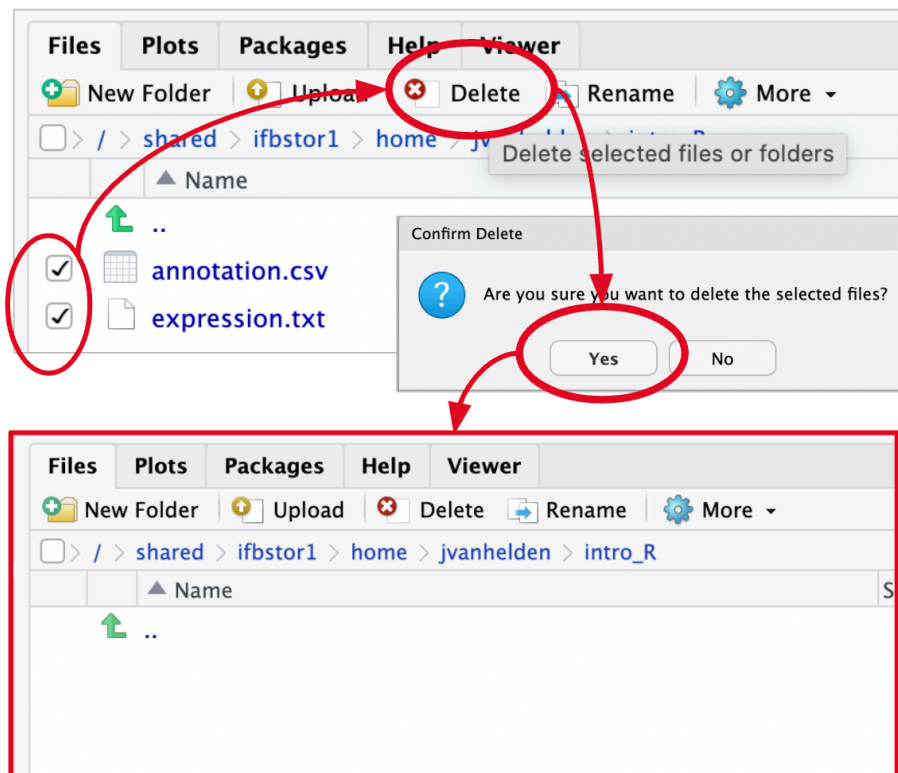 Files Plots Packages Help Viewer
New Folder Upload Delete Rename More
/ > shared > ifbstor1 > home > intro_R
Delete selected files or folders
Name
..
annotation.csv
expression.txt
Confirm Delete
?
Are you sure you want to delete the selected files?
Yes No
Files Plots Packages Help Viewer
New Folder Upload Delete Rename More
/ > shared > ifbstor1 > home > jvanhelden > intro_R
Name S
..